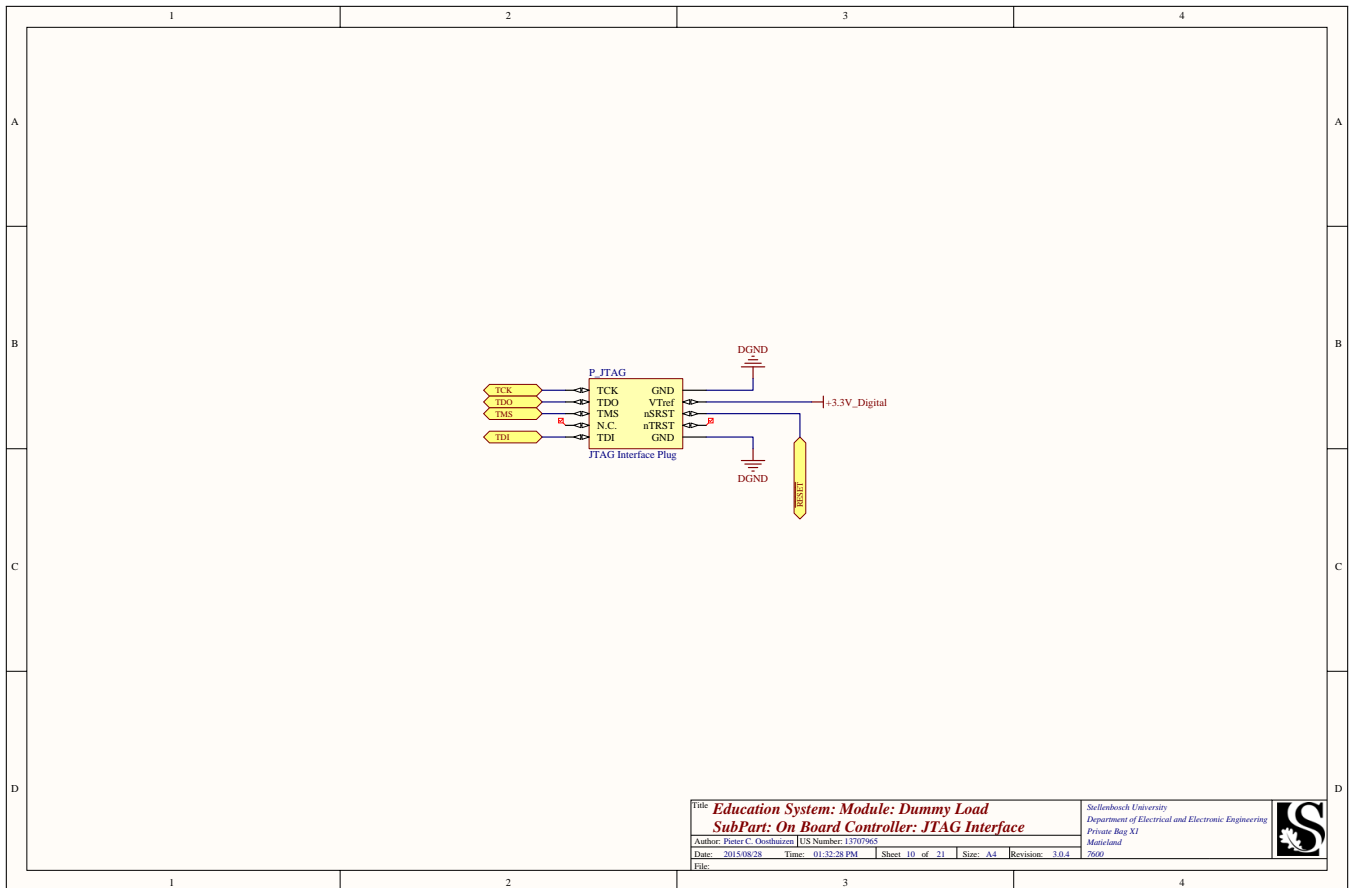 1 2 3 4
A A
DGND
B B
P_JTAG
TCK TCK GND
TDO TDO VTref +3.3V_Digital
TMS TMS nSRST
N.C. nTRST
TDI TDI GND
JTAG Interface Plug
DGND
RESET
C C
D D
Title Education System: Module: Dummy Load
SubPart: On Board Controller: JTAG Interface
Author: Pieter C. Oosthuizen US Number: 13707965
Date: 2015/08/28 Time: 01:32:28 PM Sheet 10 of 21 Size: A4 Revision: 3.0.4
File:
Stellenbosch University
Department of Electrical and Electronic Engineering
Private Bag X1
Matieland
7600
S
1 2 3 4